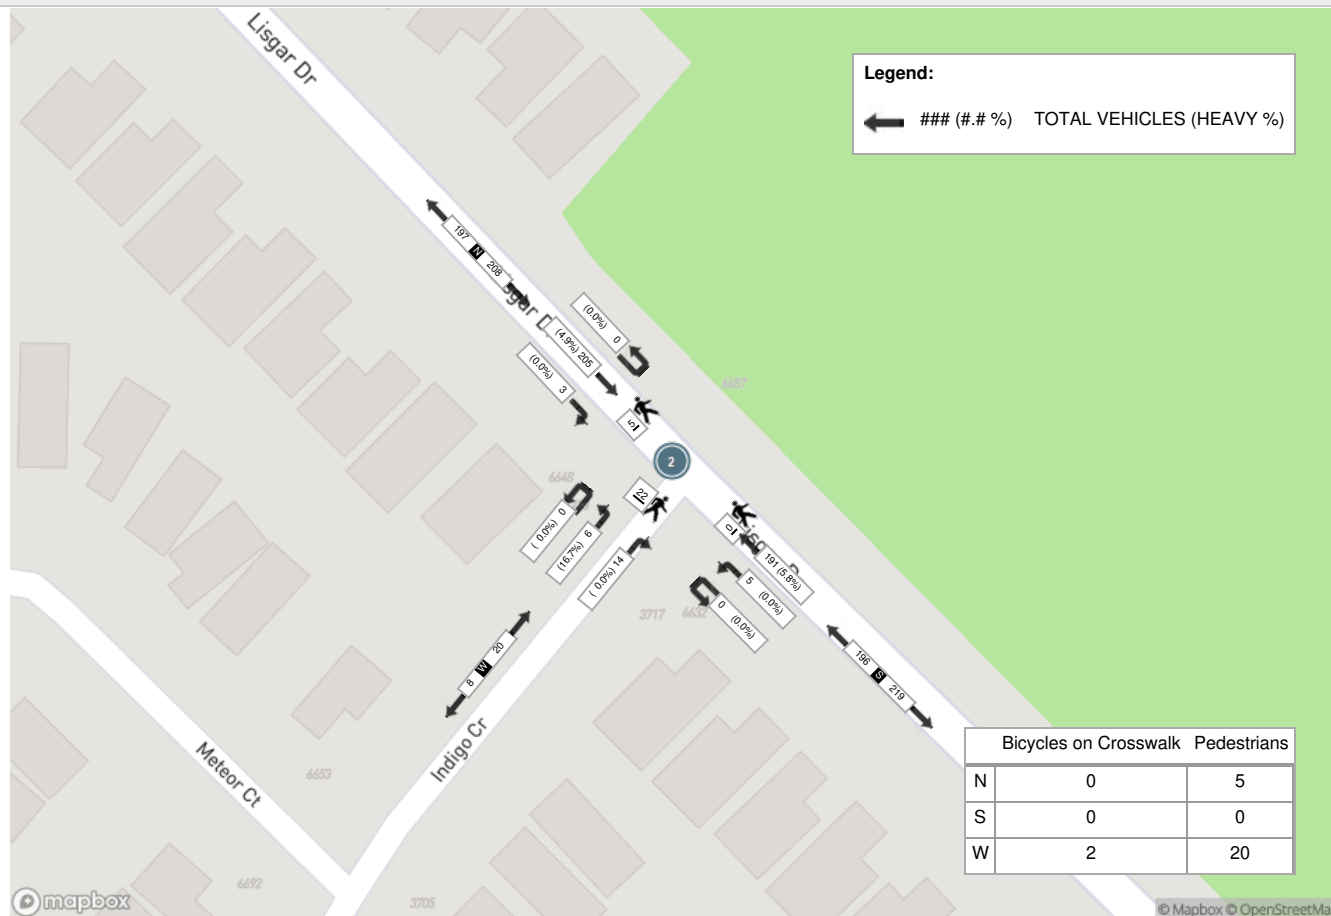 Lisgar Dr
Legend:
### (#.# %) TOTAL VEHICLES (HEAVY %)
197 N 208
sgar D
(0.0%) 0
(4.9%) 205
(0.0%) 3
6657
5
2
6648
22
( 0.0%) 0
(16.7%) 6
( 0.0%) 14
0
191 (5.8%)
5 (0.0%)
0 (0.0%)
3717
6632
8 W 20
196 S 219
Indigo Cr
Meteor Ct
6653
6692
3705
Bicycles on Crosswalk Pedestrians
N 0 5
S 0 0
W 2 20
mapbox
© Mapbox © OpenStreetMa